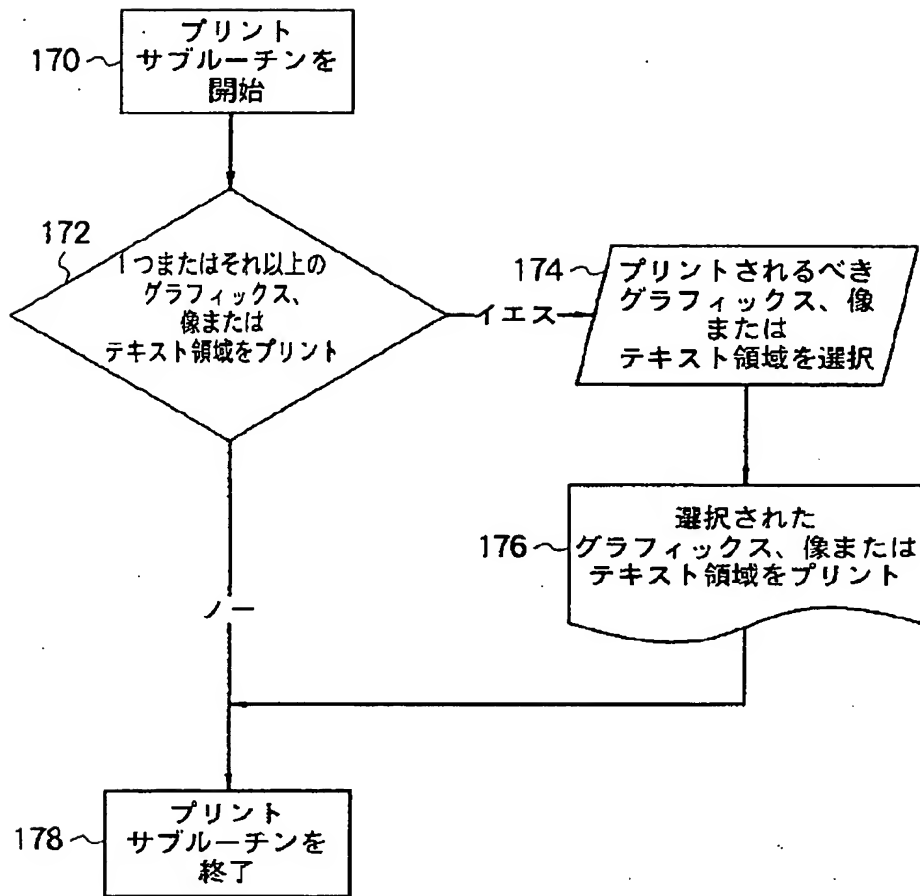 プリント
サブルーチンを
開始
170
172
1つまたはそれ以上の
グラフィックス、
像または
テキスト領域をプリント
イエス
174
プリントされるべき
グラフィックス、像
または
テキスト領域を選択
176
選択された
グラフィックス、像または
テキスト領域をプリント
ノー
178
プリント
サブルーチンを
終了